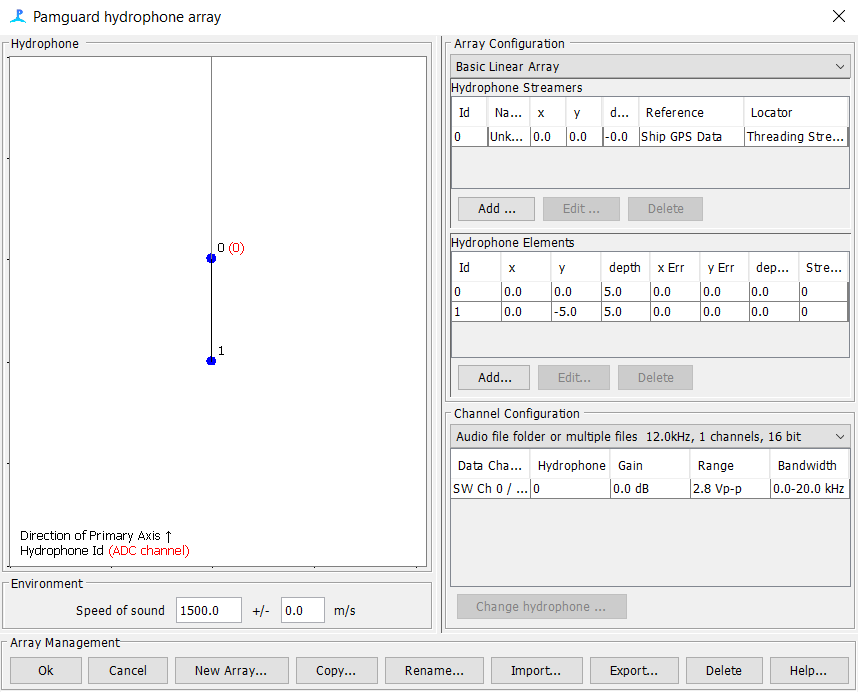 Pamguard hydrophone array
Hydrophone
0 (0)
1
Direction of Primary Axis ↑
Hydrophone Id (ADC channel)
Environment
Speed of sound 1500.0 +/- 0.0 m/s
Array Configuration
Basic Linear Array
Hydrophone Streamers
Id Na... x y d... Reference Locator
0 Unk... 0.0 0.0 -0.0 Ship GPS Data Threading Stre...
Add ... Edit ... Delete
Hydrophone Elements
Id x y depth x Err y Err dep... Stre...
0 0.0 0.0 5.0 0.0 0.0 0.0 0
1 0.0 -5.0 5.0 0.0 0.0 0.0 0
Add... Edit... Delete
Channel Configuration
Audio file folder or multiple files 12.0kHz, 1 channels, 16 bit
Data Cha... Hydrophone Gain Range Bandwidth
SW Ch 0 / ... 0 0.0 dB 2.8 Vp-p 0.0-20.0 kHz
Change hydrophone ...
Array Management
Ok Cancel New Array... Copy... Rename... Import... Export... Delete Help...